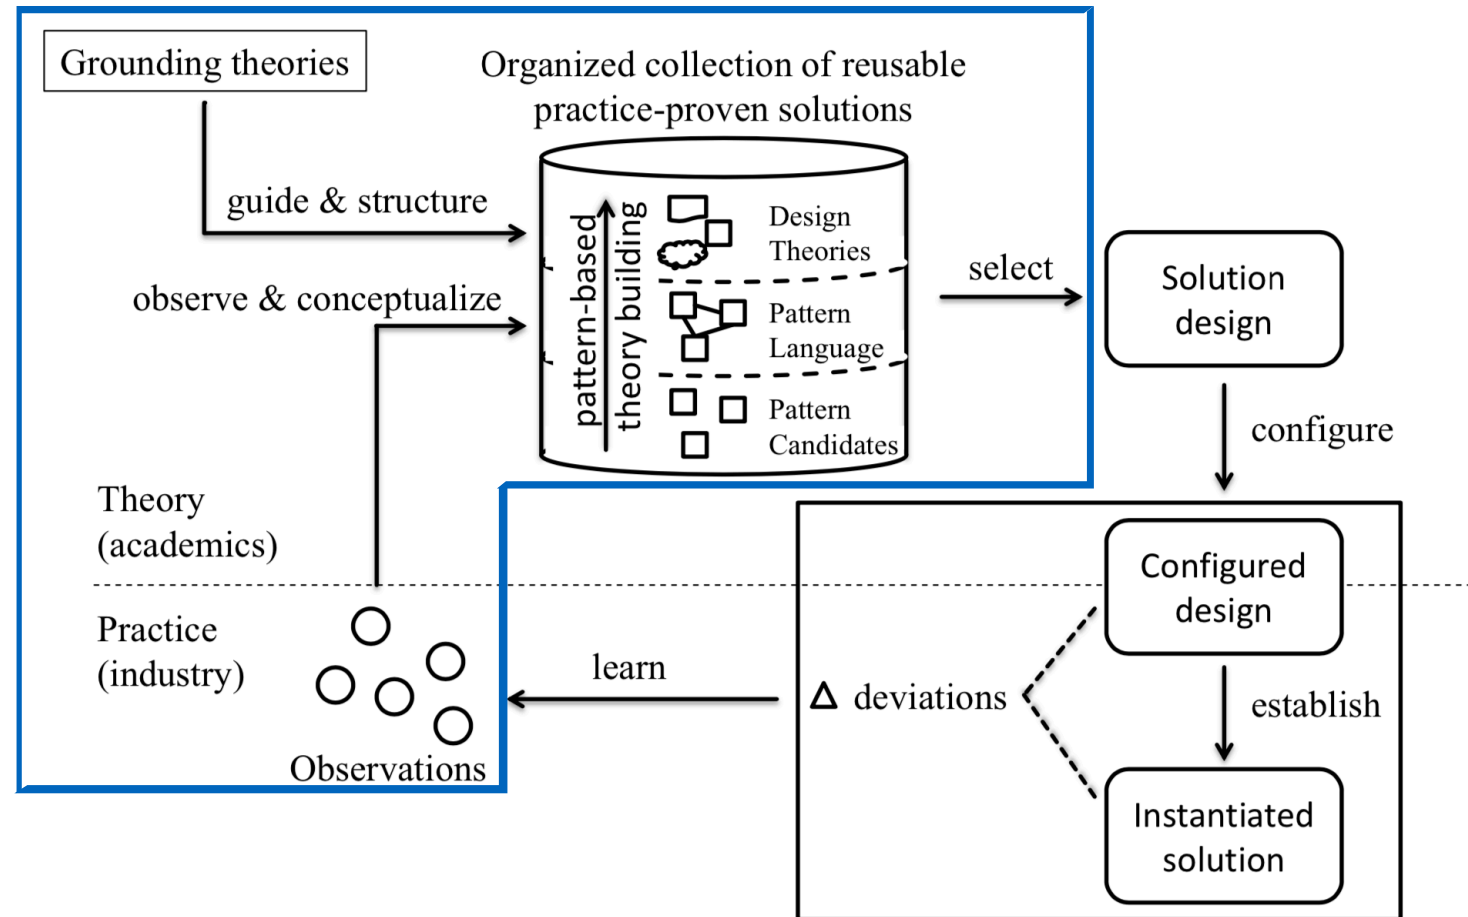 Grounding theories
Organized collection of reusable
practice-proven solutions
guide & structure
observe & conceptualize
pattern-based
theory building
Design
Theories
Pattern
Language
Pattern
Candidates
select
Solution
design
configure
Theory
(academics)
Practice
(industry)
Observations
learn
Δ deviations
Configured
design
establish
Instantiated
solution